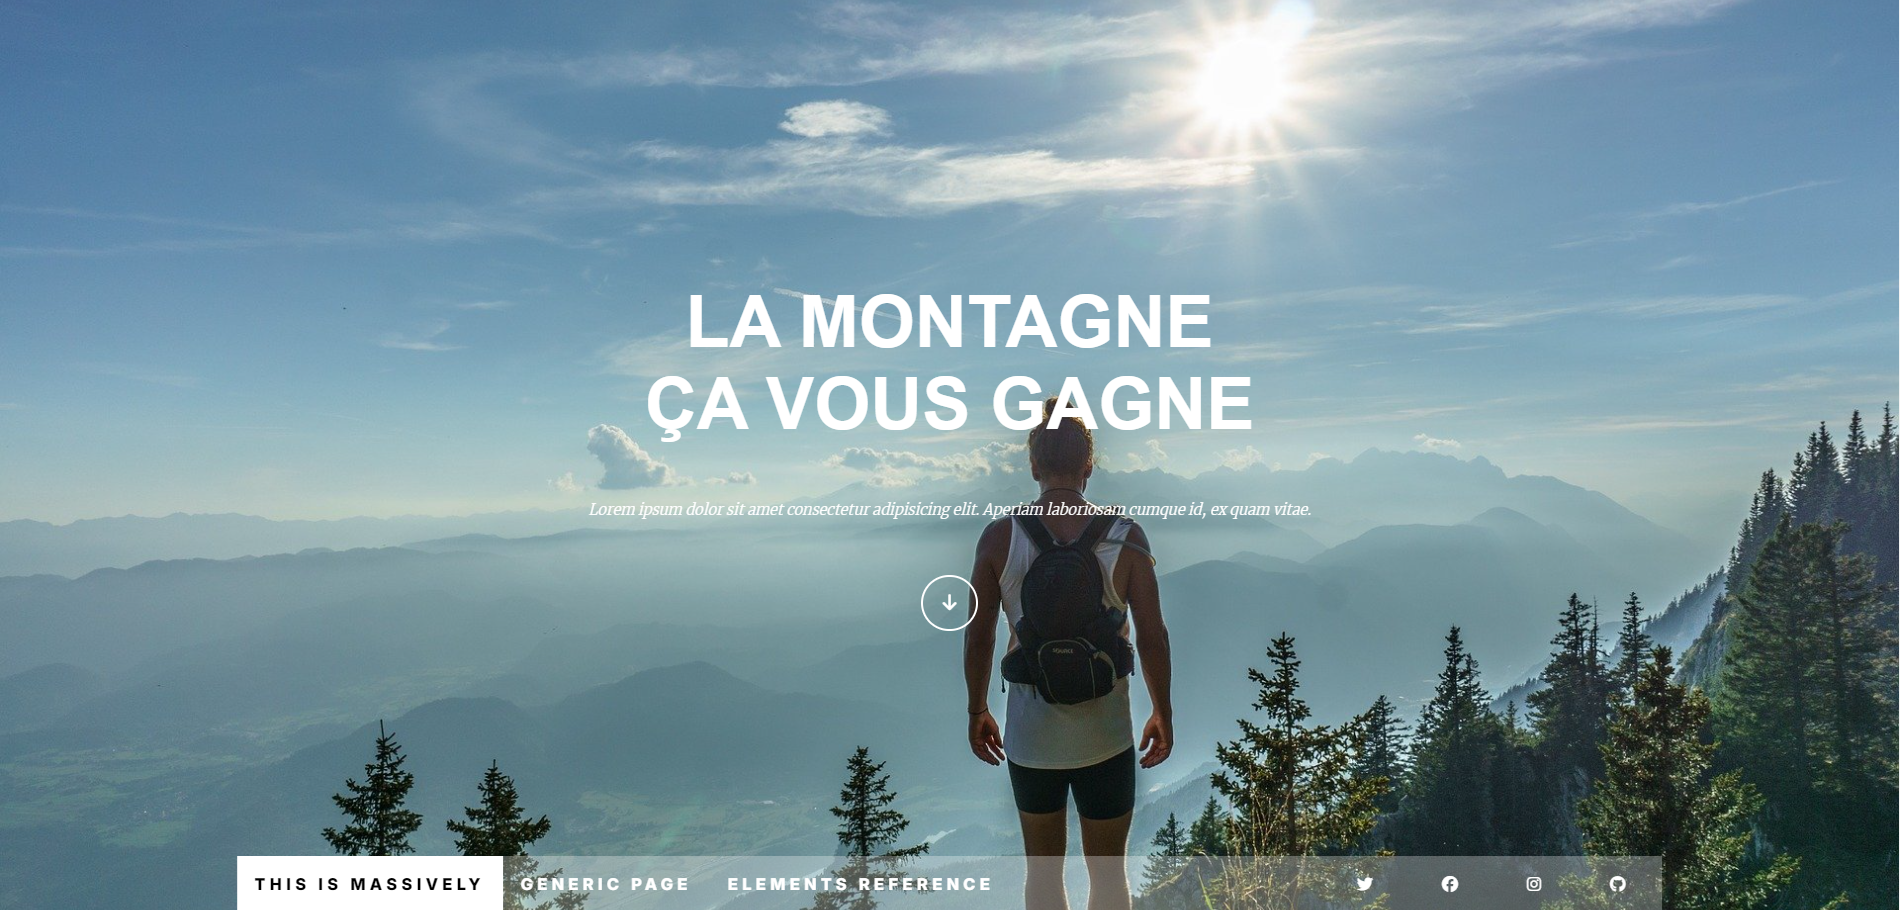 LA MONTAGNE
ÇA VOUS GAGNE
Lorem ipsum dolor sit amet consectetur adipisicing elit. Aperiam laboriosam cumque id, ex quam vitae.
THIS IS MASSIVELY
GENERIC PAGE
ELEMENTS REFERENCE